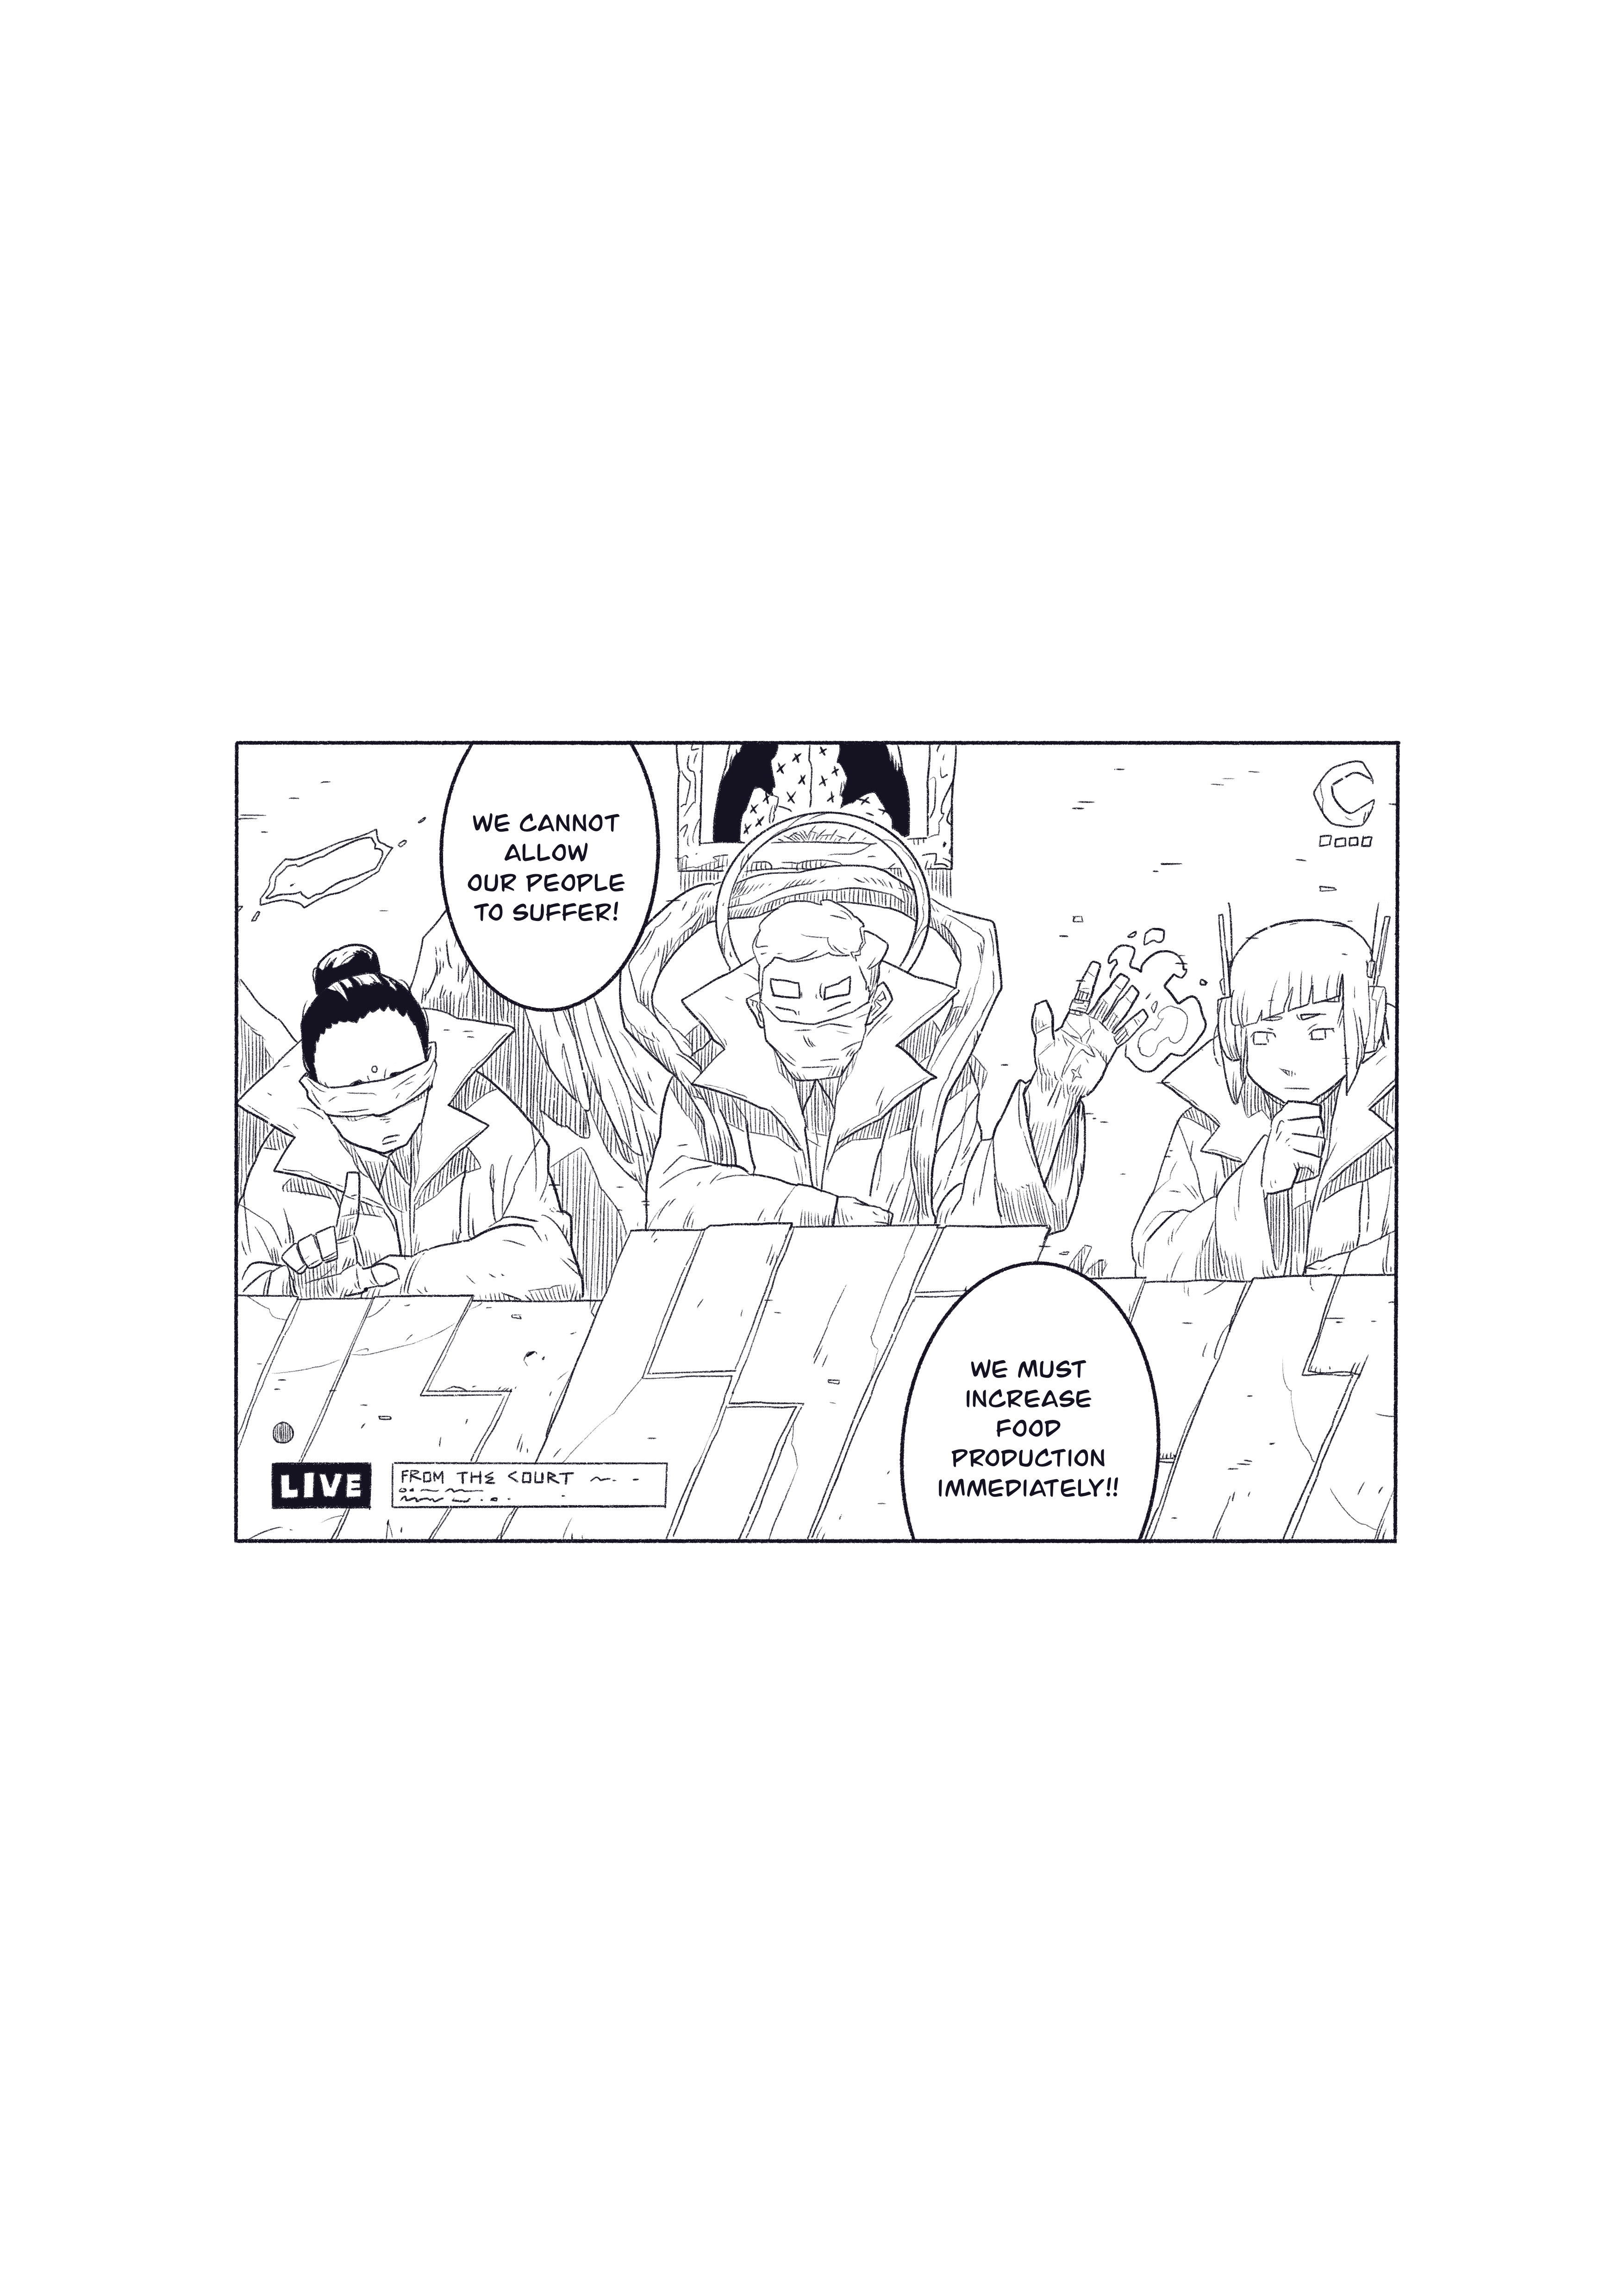 WE CANNOT
ALLOW
OUR PEOPLE
TO SUFFER!
WE MUST
INCREASE
FOOD
PRODUCTION
IMMEDIATELY!!
LIVE
FROM THE COURT